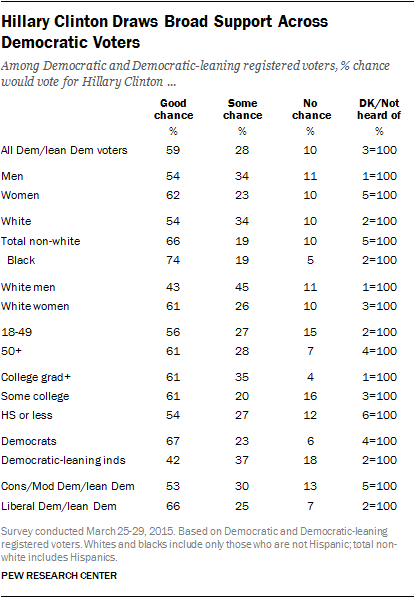 Hillary Clinton Draws Broad Support Across
Democratic Voters
Among Democratic and Democratic-leaning registered voters, % chance
would vote for Hillary Clinton ...
Good Some No DK/Not
chance chance chance heard of
% % % %
All Dem/lean Dem voters 59 28 10 3=100
Men 54 34 11 1=100
Women 62 23 10 5=100
White 54 34 10 2=100
Total non-white 66 19 10 5=100
Black 74 19 5 2=100
White men 43 45 11 1=100
White women 61 26 10 3=100
18-49 56 27 15 2=100
50+ 61 28 7 4=100
College grad+ 61 35 4 1=100
Some college 61 20 16 3=100
HS or less 54 27 12 6=100
Democrats 67 23 6 4=100
Democratic-leaning inds 42 37 18 2=100
Cons/Mod Dem/lean Dem 53 30 13 5=100
Liberal Dem/lean Dem 66 25 7 2=100
Survey conducted March 25-29, 2015. Based on Democratic and Democratic-leaning
registered voters. Whites and blacks include only those who are not Hispanic; total non-
white includes Hispanics.
PEW RESEARCH CENTER